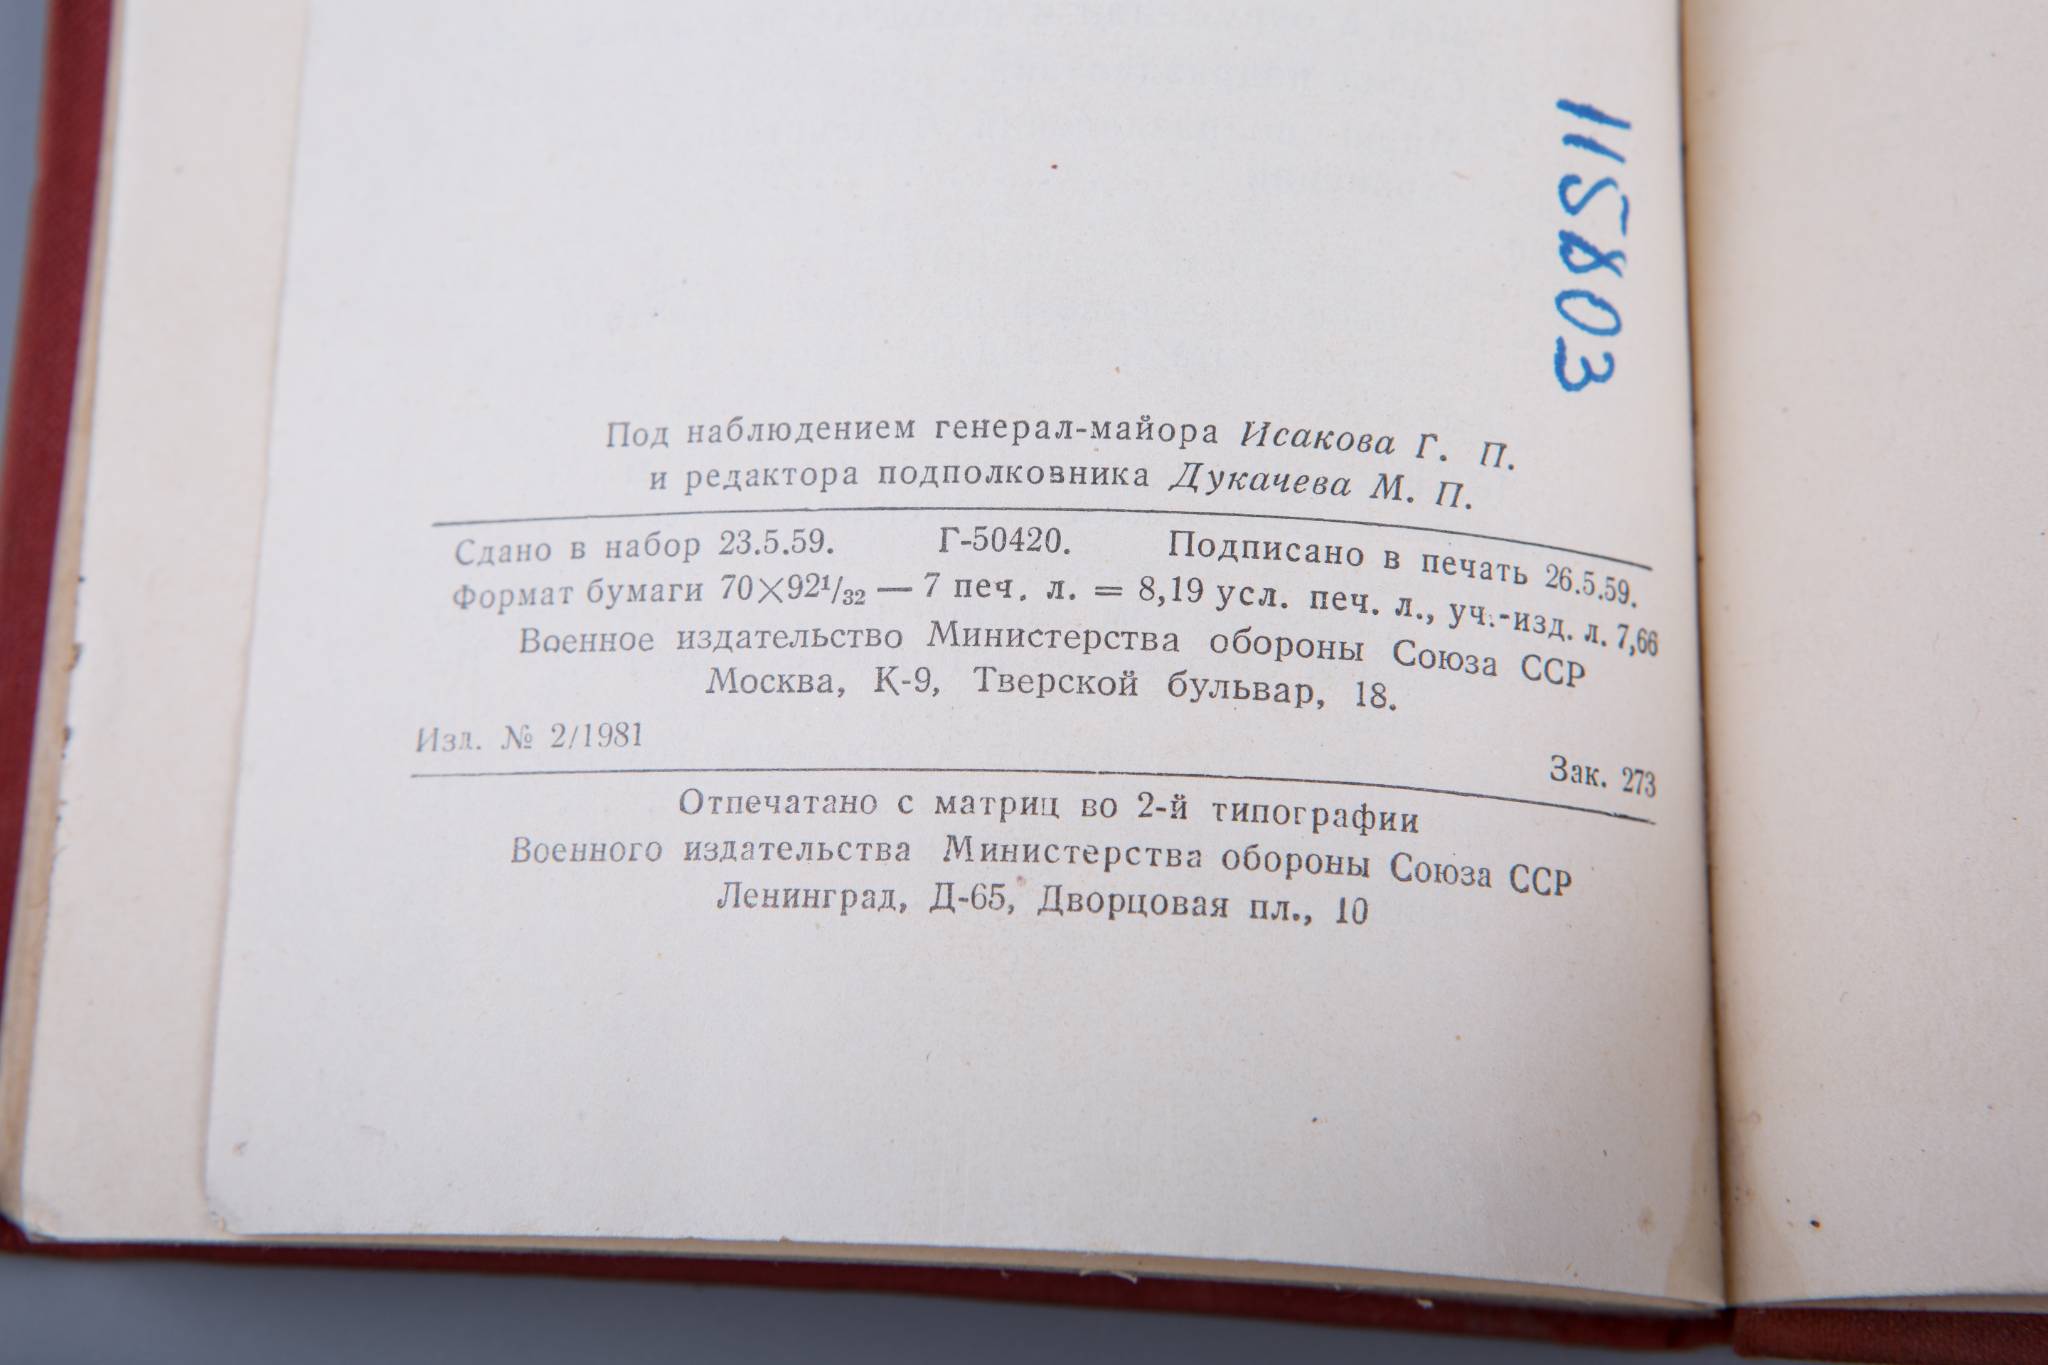 115803
Под наблюдением генерал-майора Исакова Г. П.
и редактора подполковника Дукачева М. П.
Сдано в набор 23.5.59. Г-50420. Подписано в печать 26.5.59.
Формат бумаги 70×92¹/₃₂ — 7 печ. л. = 8,19 усл. печ. л., уч.-изд. л. 7,66
Военное издательство Министерства обороны Союза ССР
Москва, К-9, Тверской бульвар, 18.
Изд. № 2/1981 Зак. 273
Отпечатано с матриц во 2-й типографии
Военного издательства Министерства обороны Союза ССР
Ленинград, Д-65, Дворцовая пл., 10